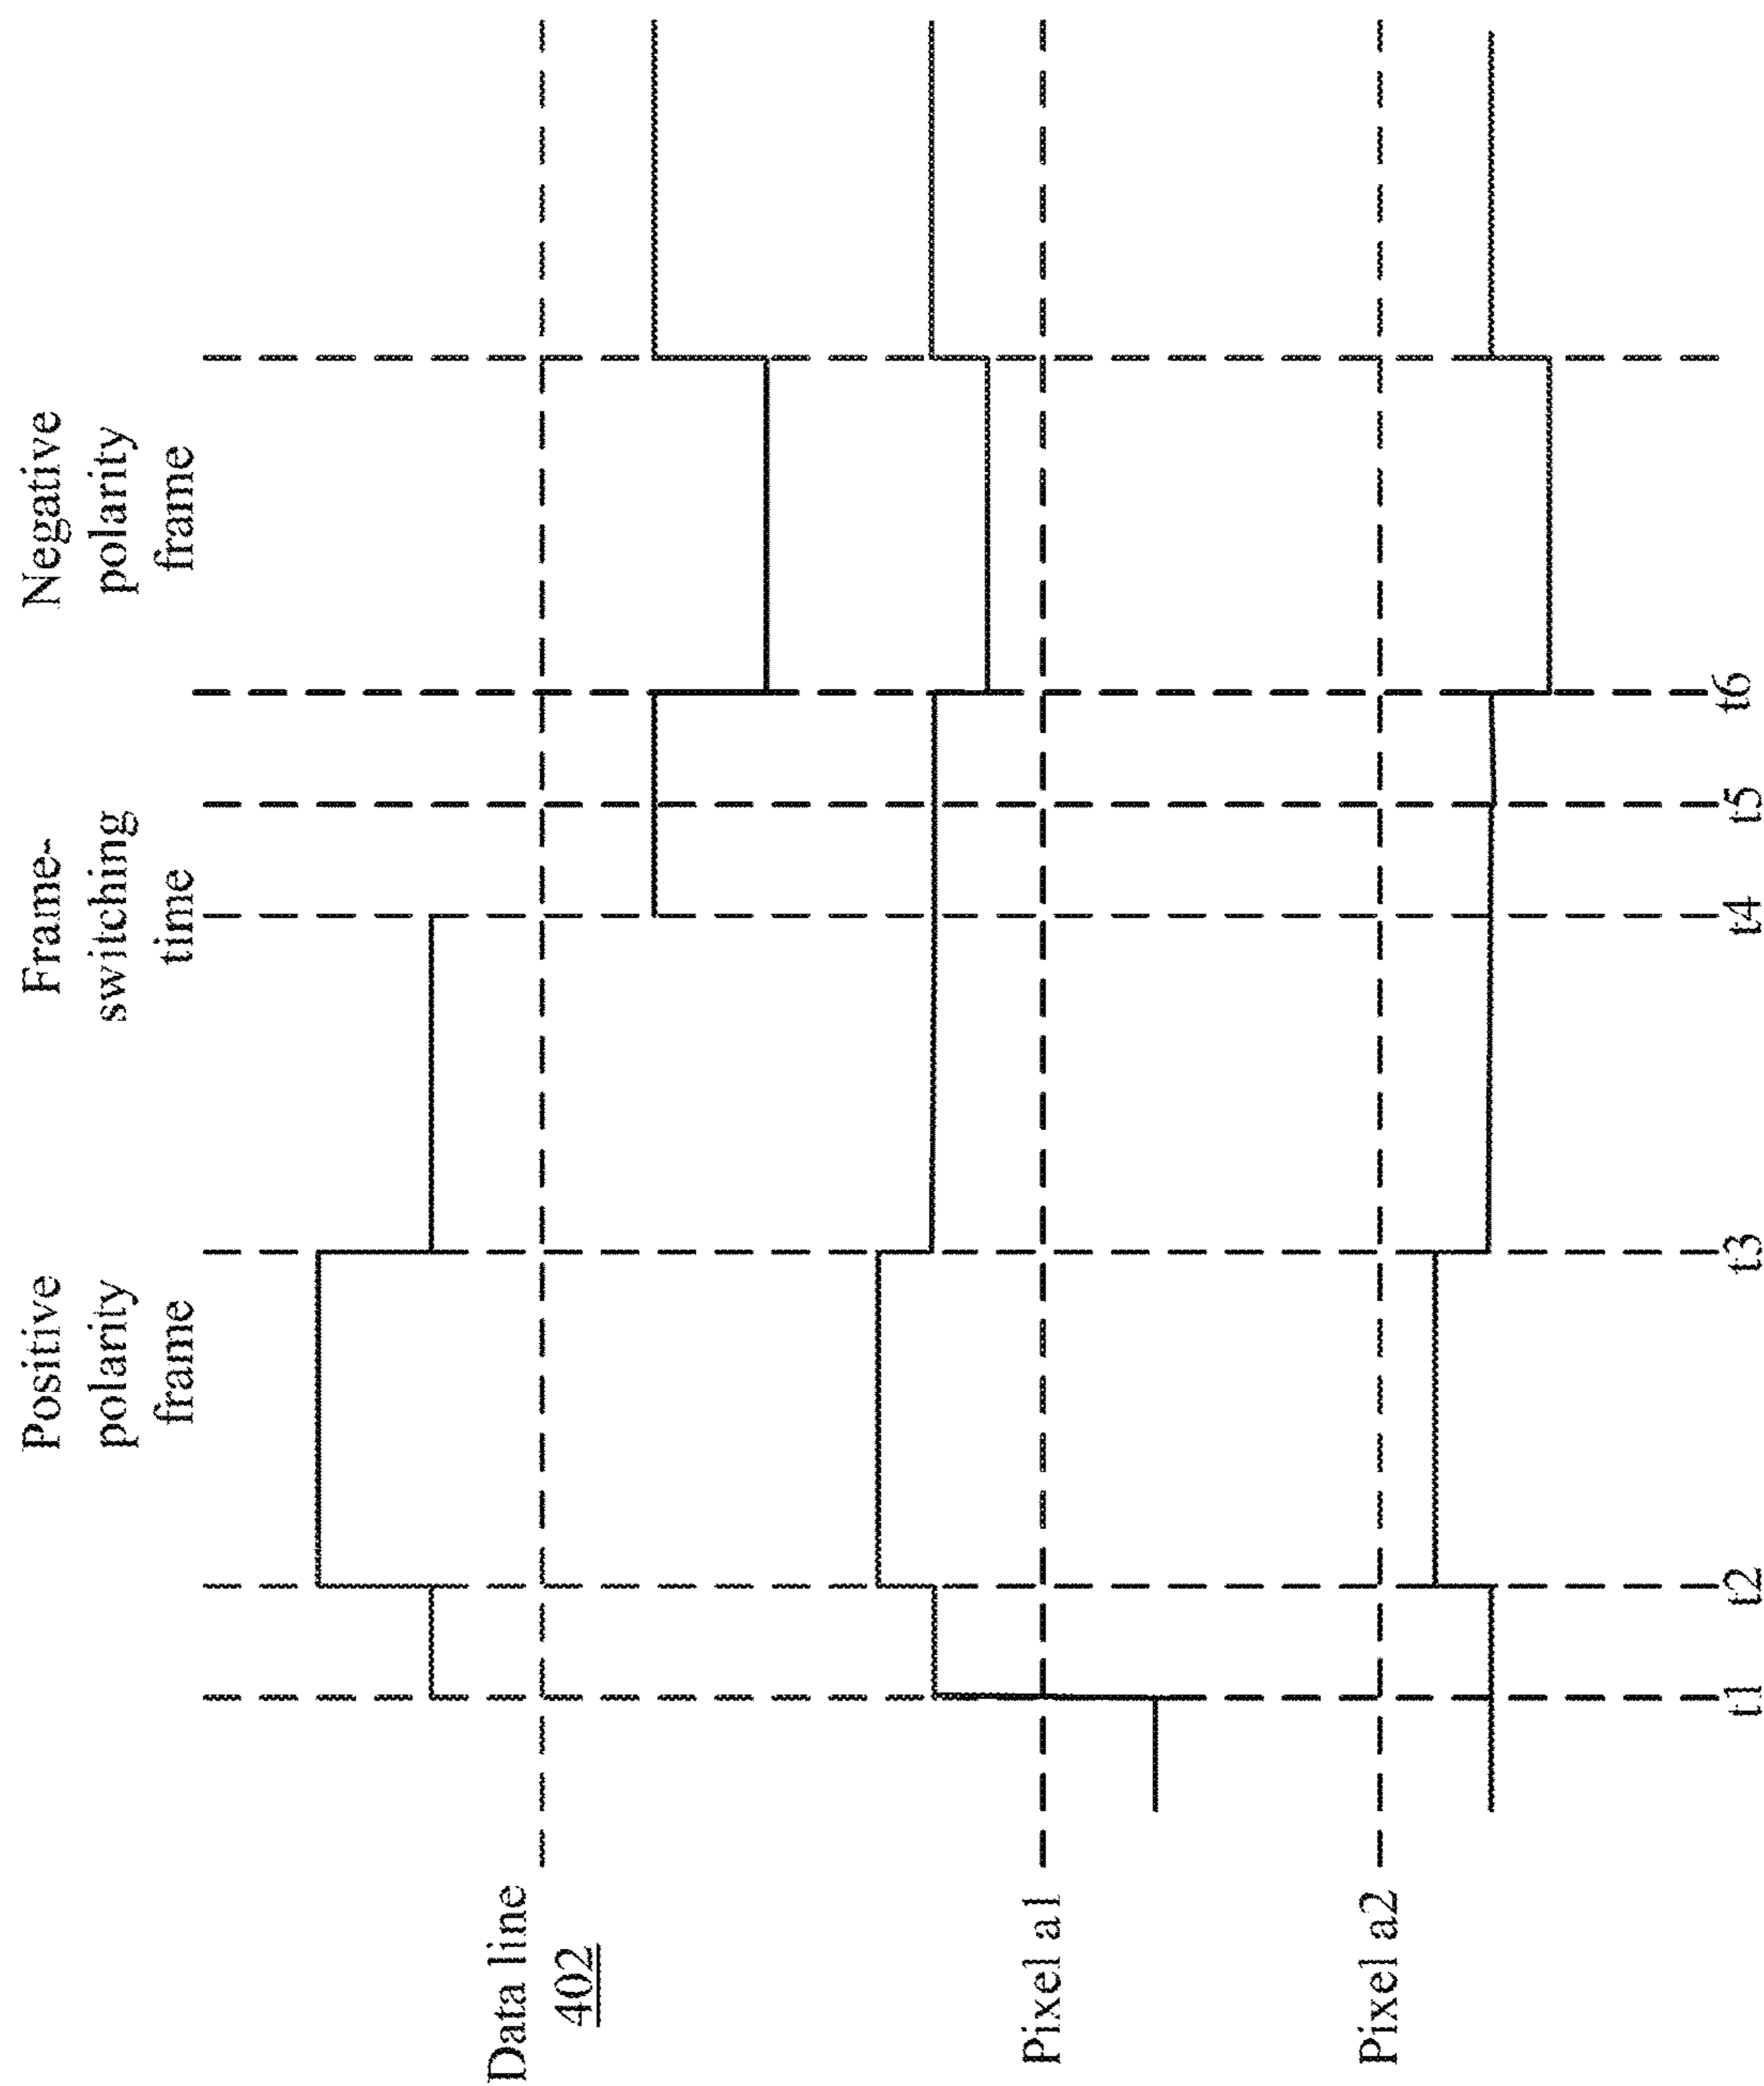 Positive
polarity
frame
Frame-
switching
time
Negative
polarity
frame
Data line
402
Pixel a1
Pixel a2
t1
t2
t3
t4
t5
t6